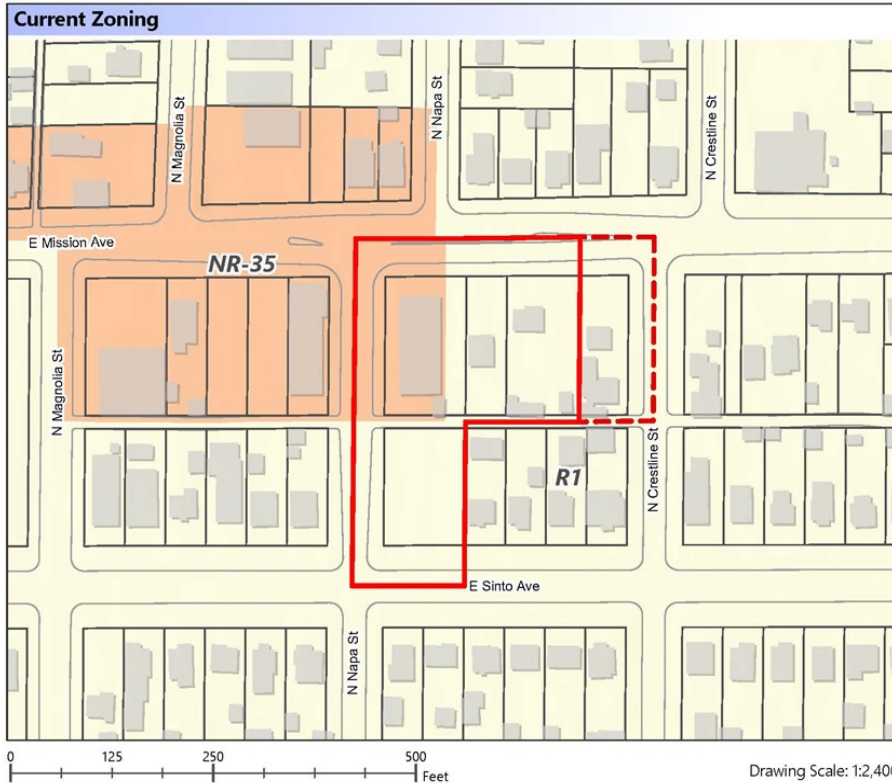 Current Zoning
N Magnolia St
N Napa St
N Crestline St
E Mission Ave
NR-35
N Magnolia St
R1
N Crestline St
E Sinto Ave
N Napa St
0 125 250 500
Feet
Drawing Scale: 1:2,40